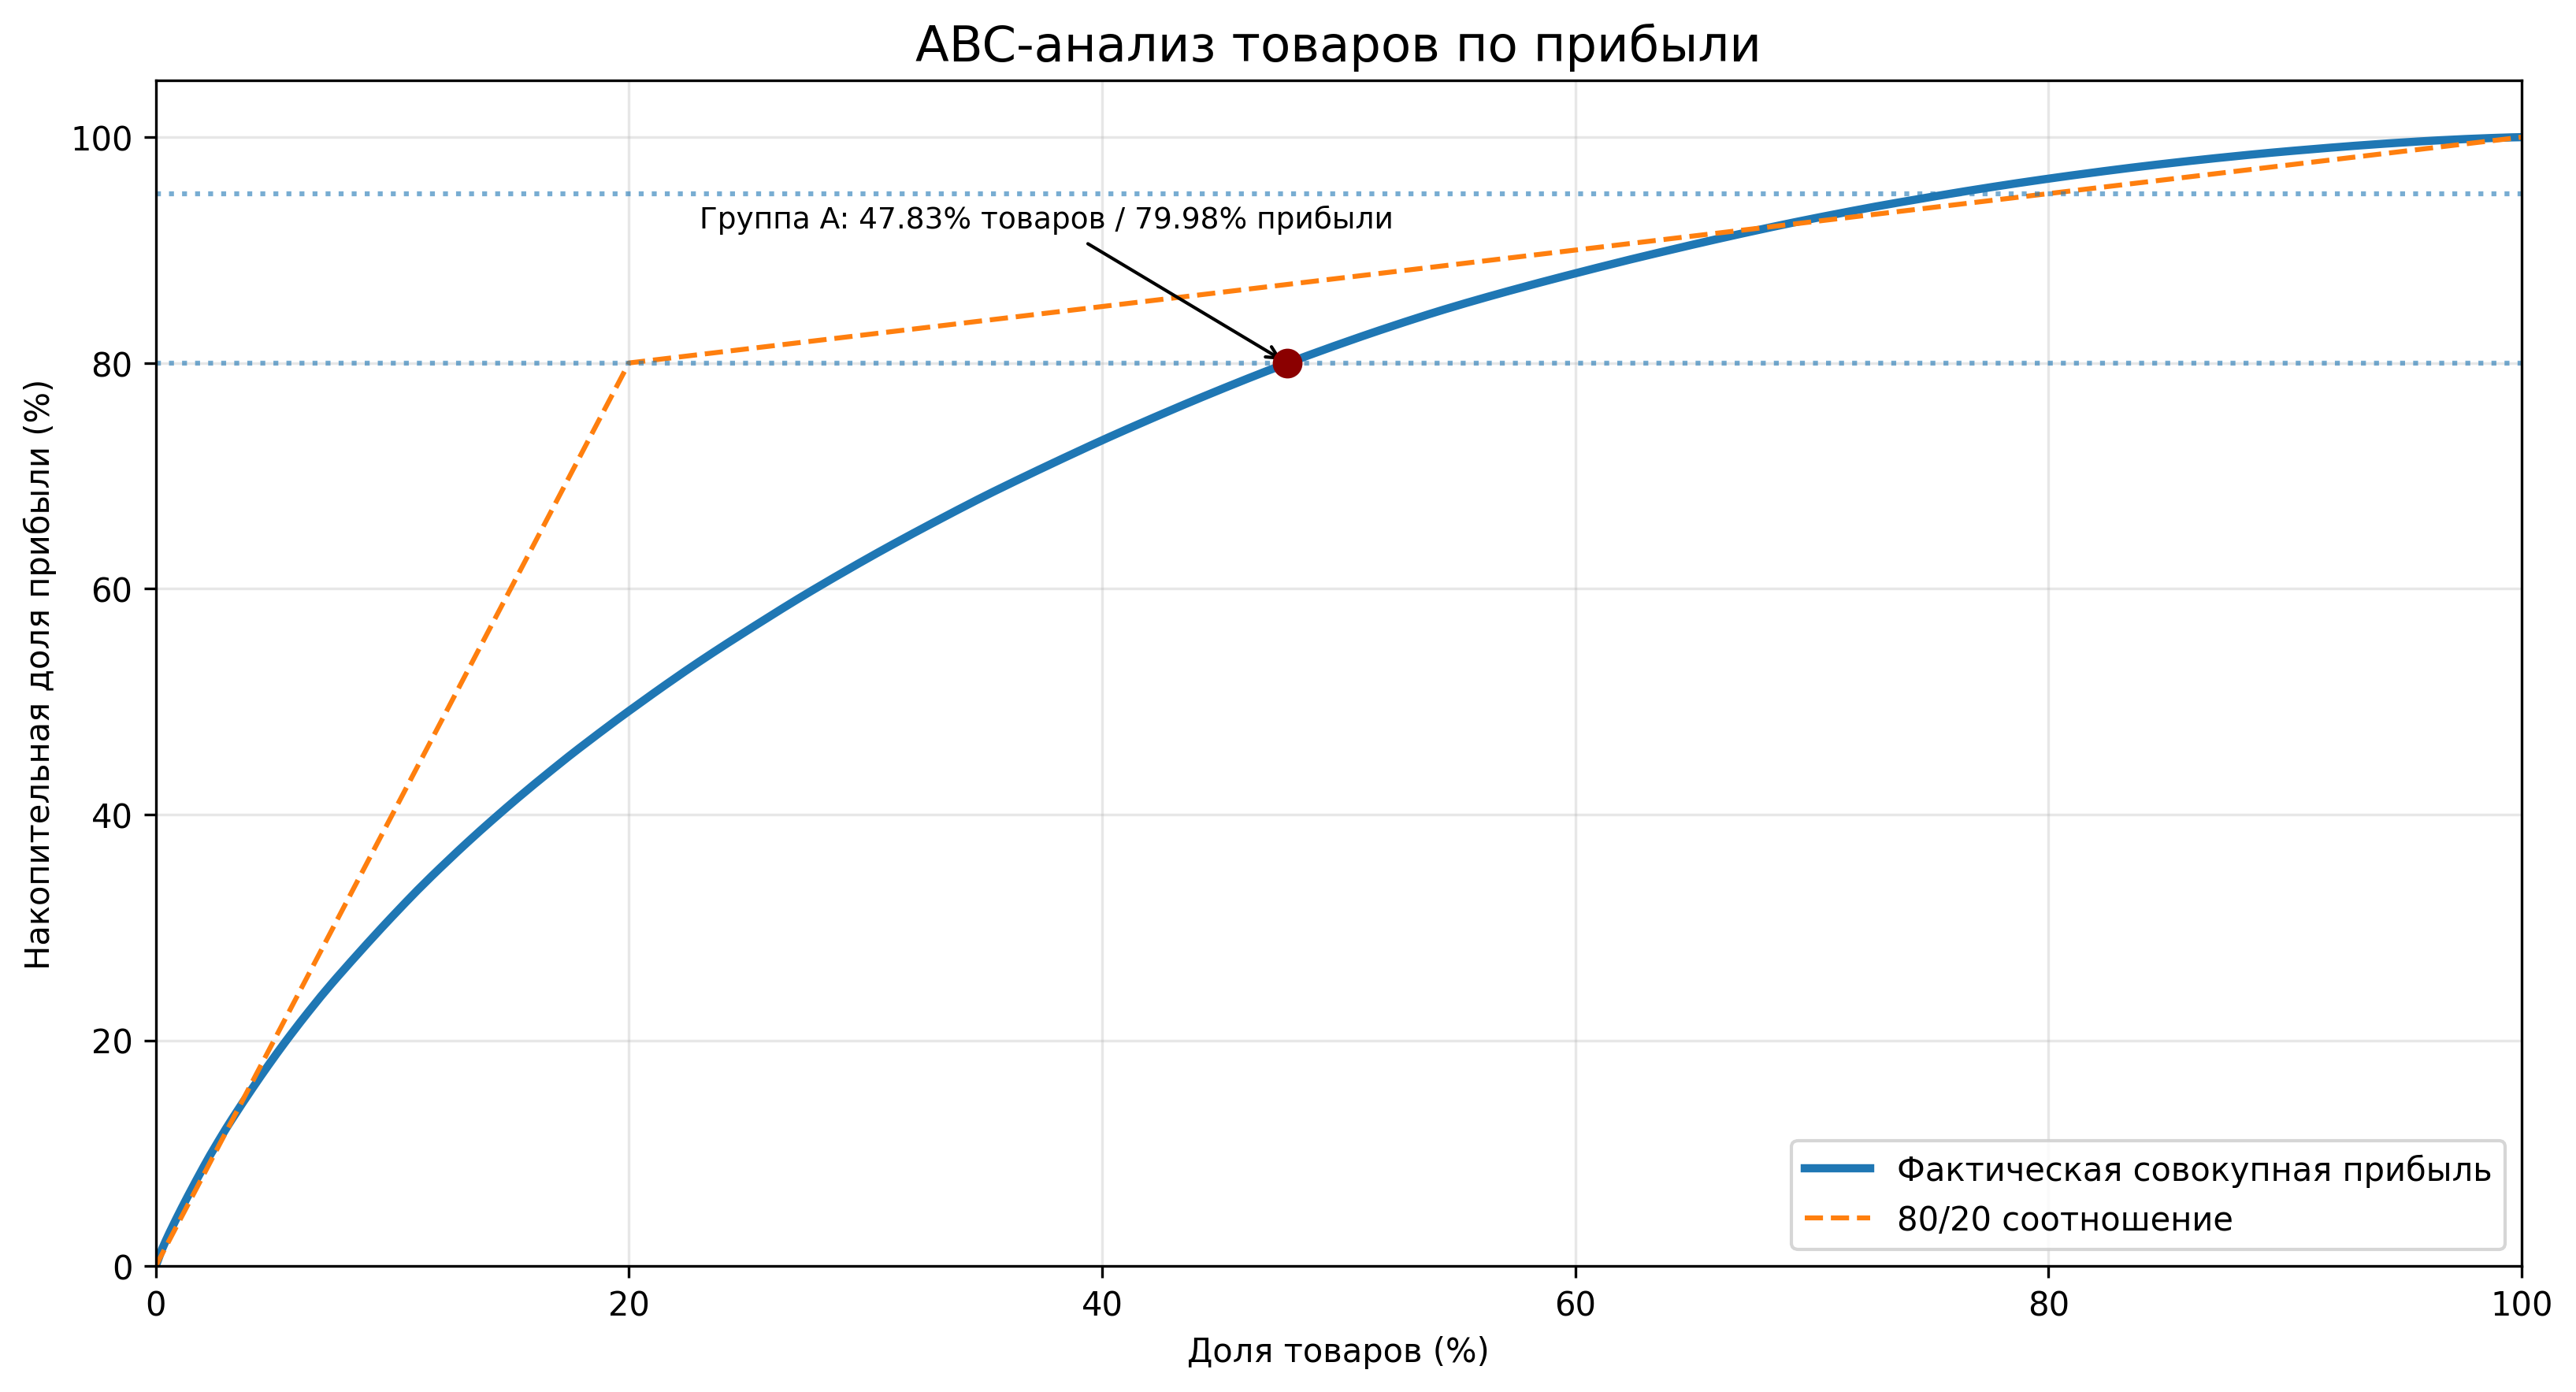 ABC-анализ товаров по прибыли
Накопительная доля прибыли (%)
100
80
60
40
20
0
Группа A: 47.83% товаров / 79.98% прибыли
Фактическая совокупная прибыль
80/20 соотношение
0 20 40 60 80 100
Доля товаров (%)